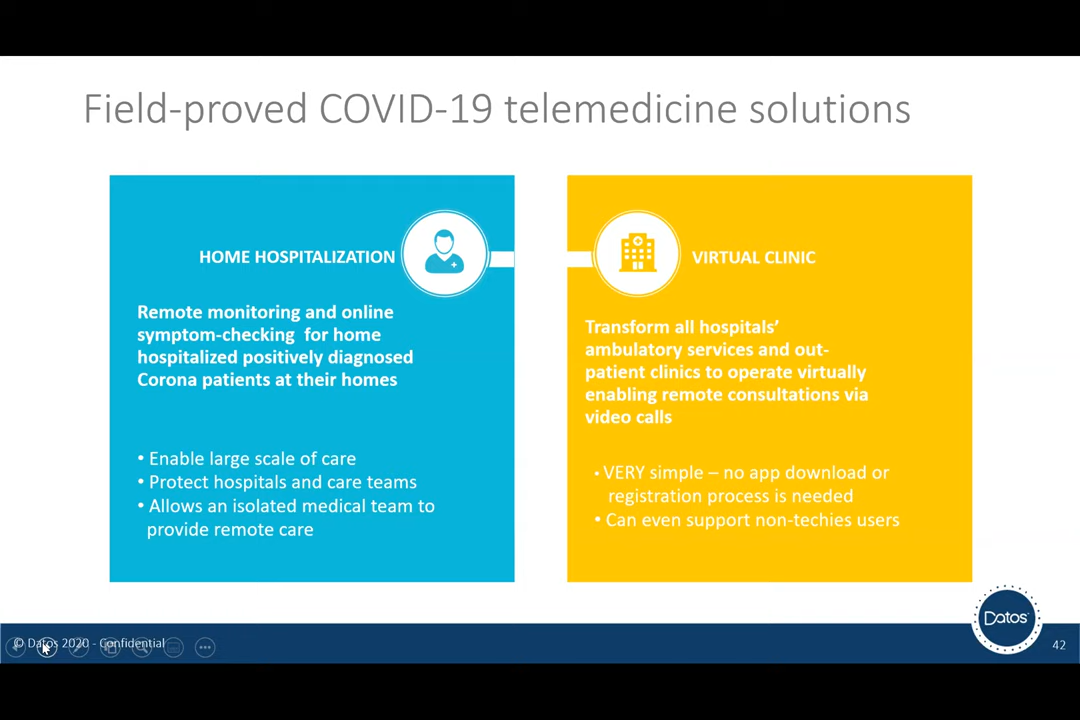 Field-proved COVID-19 telemedicine solutions
HOME HOSPITALIZATION
Remote monitoring and online
symptom-checking for home
hospitalized positively diagnosed
Corona patients at their homes
• Enable large scale of care
• Protect hospitals and care teams
• Allows an isolated medical team to
provide remote care
VIRTUAL CLINIC
Transform all hospitals’
ambulatory services and out-
patient clinics to operate virtually
enabling remote consultations via
video calls
• VERY simple – no app download or
registration process is needed
• Can even support non-techies users
© Datos 2020 - Confidential
Datos
42